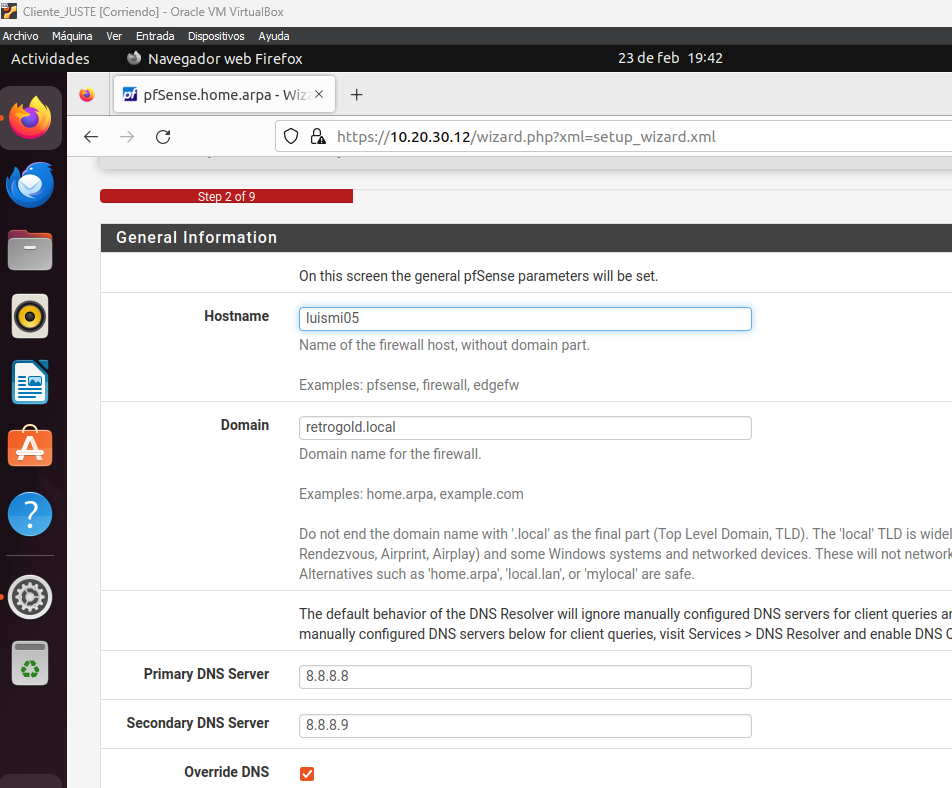 Cliente_JUSTE [Corriendo] - Oracle VM VirtualBox
Archivo Máquina Ver Entrada Dispositivos Ayuda
Actividades Navegador web Firefox 23 de feb 19:42
pfSense.home.arpa - Wiz
https://10.20.30.12/wizard.php?xml=setup_wizard.xml
Step 2 of 9
General Information
On this screen the general pfSense parameters will be set.
Hostname luismi05
Name of the firewall host, without domain part.
Examples: pfsense, firewall, edgefw
Domain retrogold.local
Domain name for the firewall.
Examples: home.arpa, example.com
Do not end the domain name with '.local' as the final part (Top Level Domain, TLD). The 'local' TLD is
Rendezvous, Airprint, Airplay) and some Windows systems and networked devices. These will not
Alternatives such as 'home.arpa', 'local.lan', or 'mylocal' are safe.
The default behavior of the DNS Resolver will ignore manually configured DNS servers for client queries
manually configured DNS servers below for client queries, visit Services > DNS Resolver and enable DNS
Primary DNS Server 8.8.8.8
Secondary DNS Server 8.8.8.9
Override DNS